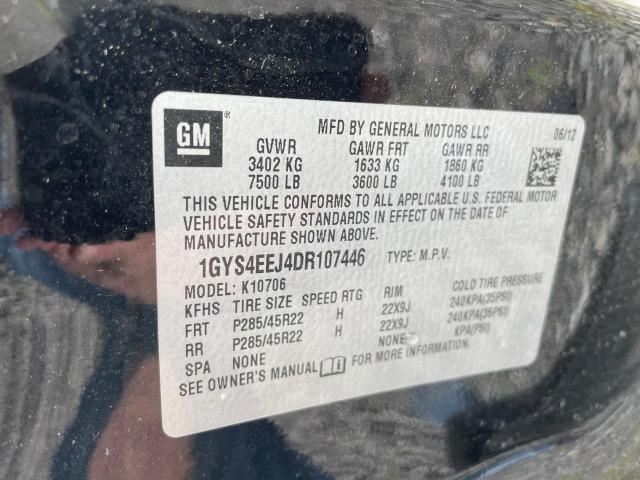 GM ®
MFD BY GENERAL MOTORS LLC 06/12
GVWR GAWR FRT GAWR RR
3402 KG 1633 KG 1860 KG
7500 LB 3600 LB 4100 LB
THIS VEHICLE CONFORMS TO ALL APPLICABLE U.S. FEDERAL MOTOR
VEHICLE SAFETY STANDARDS IN EFFECT ON THE DATE OF
MANUFACTURE SHOWN ABOVE.
1GYS4EEJ4DR107446 TYPE: M.P.V.
MODEL: K10706
KFHS TIRE SIZE SPEED RTG RIM COLD TIRE PRESSURE
FRT P285/45R22 H 22X9J 240KPA(35PSI)
RR P285/45R22 H 22X9J 240KPA(35PSI)
SPA NONE NONE KPA(PSI)
SEE OWNER'S MANUAL FOR MORE INFORMATION.